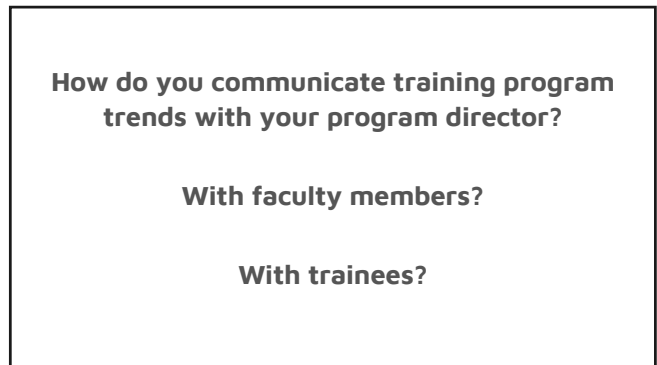 How do you communicate training program
trends with your program director?
With faculty members?
With trainees?